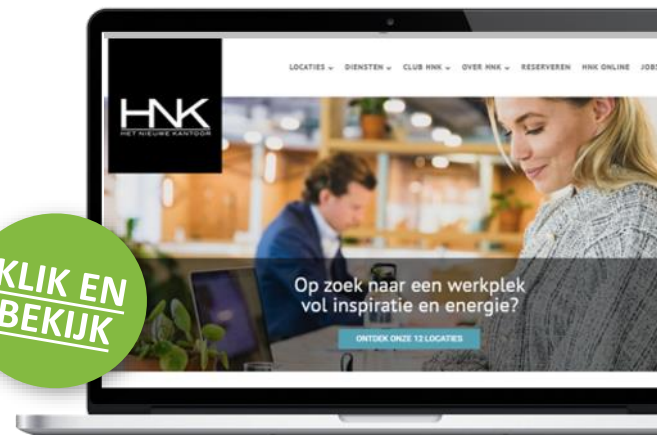 LOCATIES DIENSTEN CLUB HNK OVER HNK RESERVEREN HNK ONLINE JOBS
HNK
HET NIEUWE KANTOOR
Op zoek naar een werkplek
vol inspiratie en energie?
ONTDEK ONZE 12 LOCATIES
KLIK EN
BEKIJK